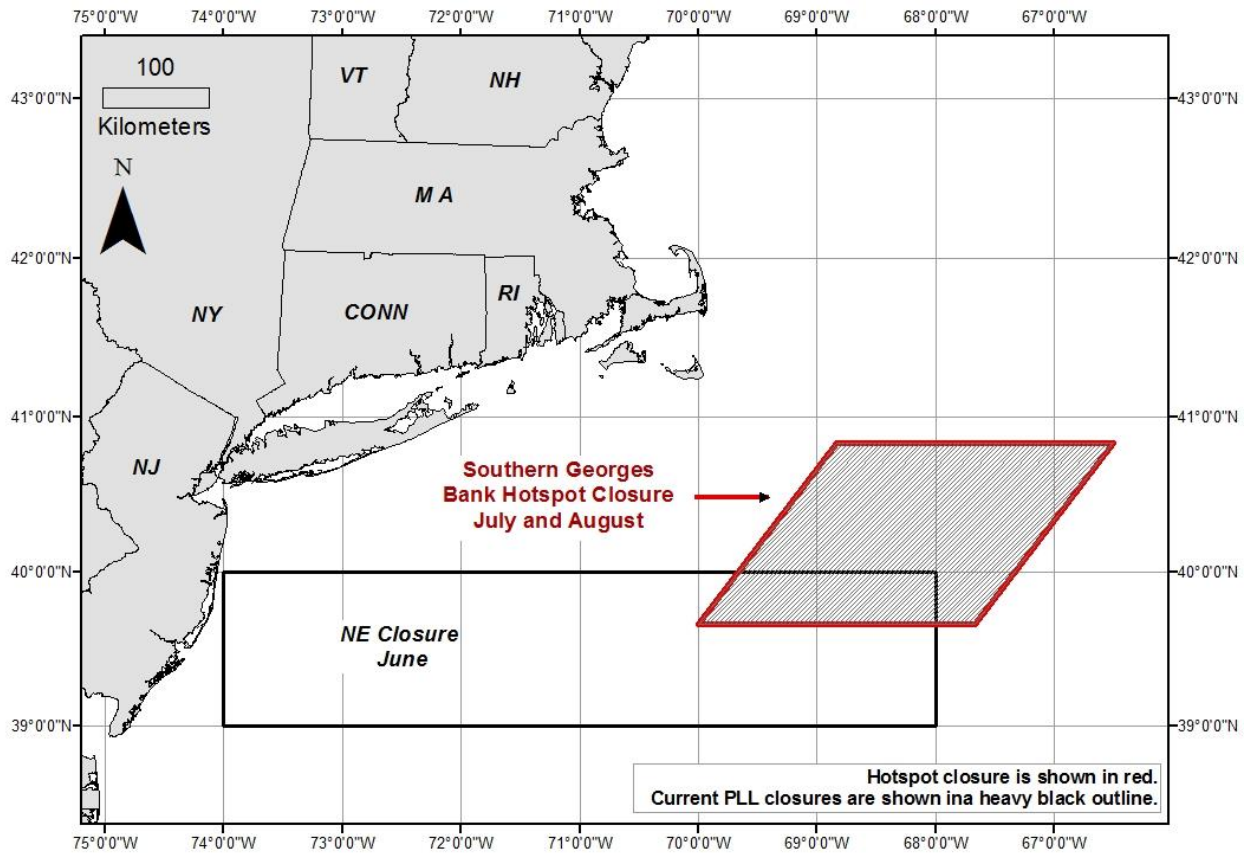 75°0'0"W 74°0'0"W 73°0'0"W 72°0'0"W 71°0'0"W 70°0'0"W 69°0'0"W 68°0'0"W 67°0'0"W
100
Kilometers
N
VT
NH
43°0'0"N 43°0'0"N
M A
42°0'0"N 42°0'0"N
NY
CONN
RI
41°0'0"N 41°0'0"N
NJ
Southern Georges
Bank Hotspot Closure
July and August
40°0'0"N 40°0'0"N
NE Closure
June
39°0'0"N 39°0'0"N
Hotspot closure is shown in red.
Current PLL closures are shown ina heavy black outline.
75°0'0"W 74°0'0"W 73°0'0"W 72°0'0"W 71°0'0"W 70°0'0"W 69°0'0"W 68°0'0"W 67°0'0"W